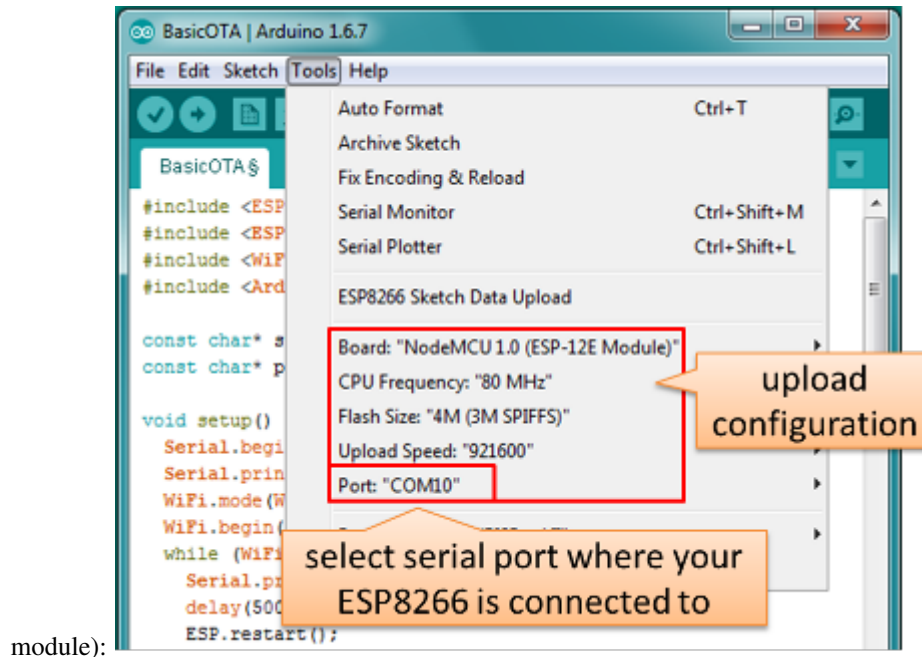 BasicOTA | Arduino 1.6.7
File Edit Sketch Tools Help
Auto Format Ctrl+T
Archive Sketch
BasicOTA§
Fix Encoding & Reload
#include <ESP
Serial Monitor Ctrl+Shift+M
#include <ESP
Serial Plotter Ctrl+Shift+L
#include <WiF
#include <Ard
ESP8266 Sketch Data Upload
const char* s
Board: "NodeMCU 1.0 (ESP-12E Module)"
const char* p
CPU Frequency: "80 MHz"
upload
configuration
void setup()
Flash Size: "4M (3M SPIFFS)"
Serial.begi
Upload Speed: "921600"
Serial.prin
Port: "COM10"
WiFi.mode(W
WiFi.begin(
while (WiFi
select serial port where your
ESP8266 is connected to
Serial.pr
delay(500
ESP.restart();
module):